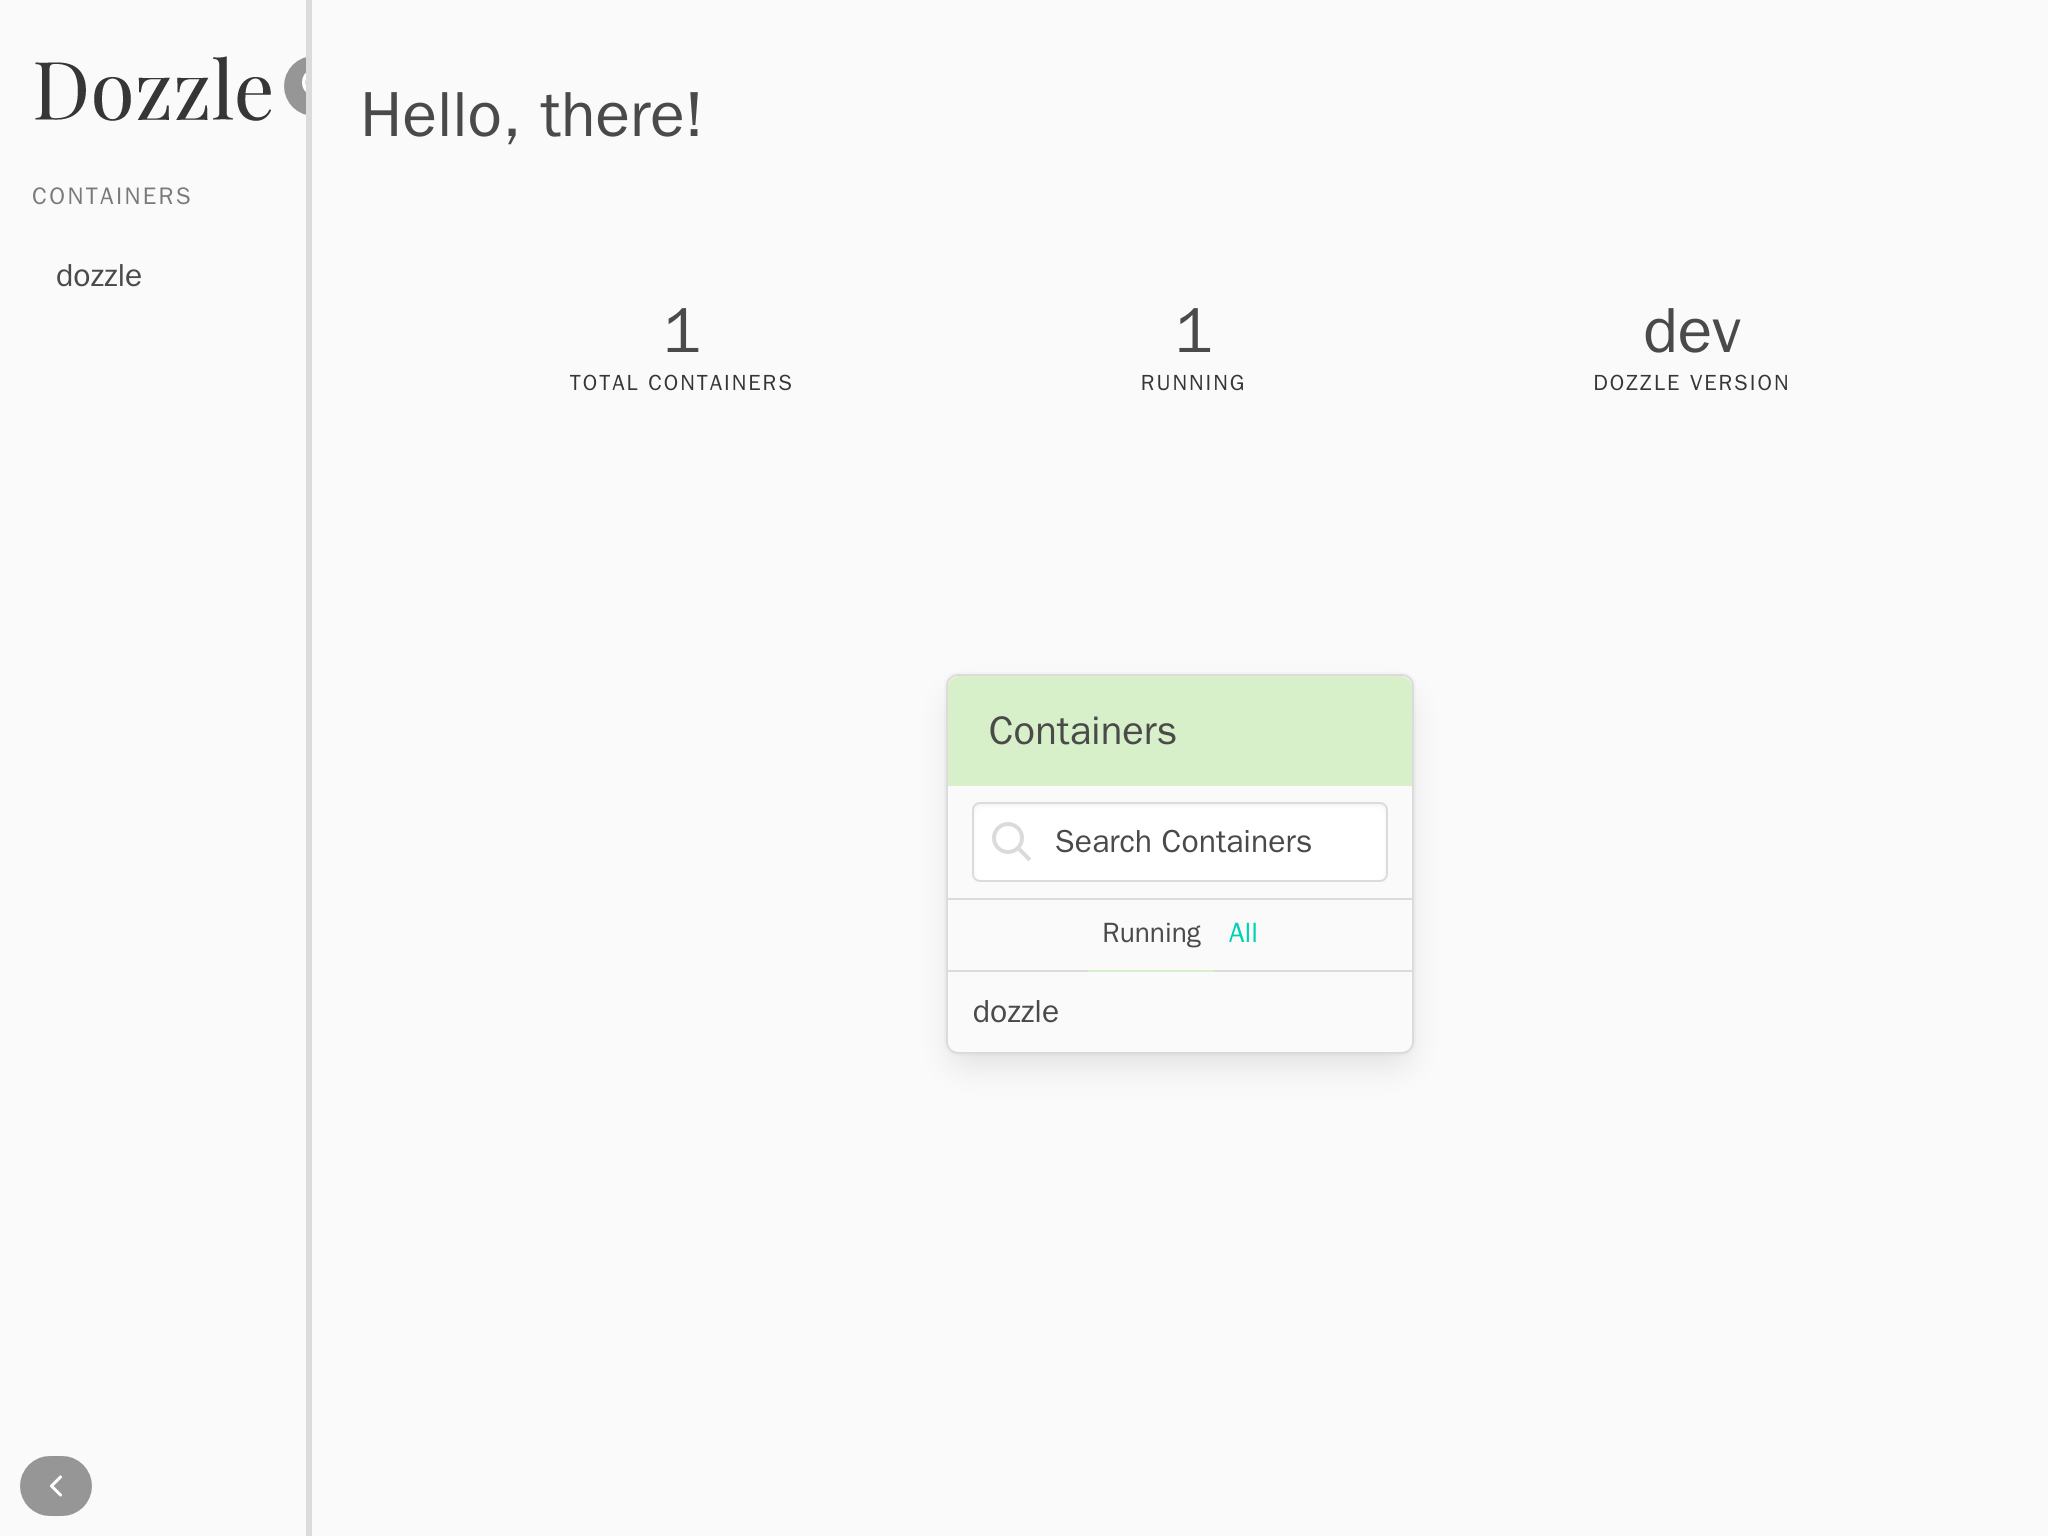 Dozzle
CONTAINERS
dozzle
Hello, there!
1
TOTAL CONTAINERS
1
RUNNING
dev
DOZZLE VERSION
Containers
Search Containers
Running All
dozzle